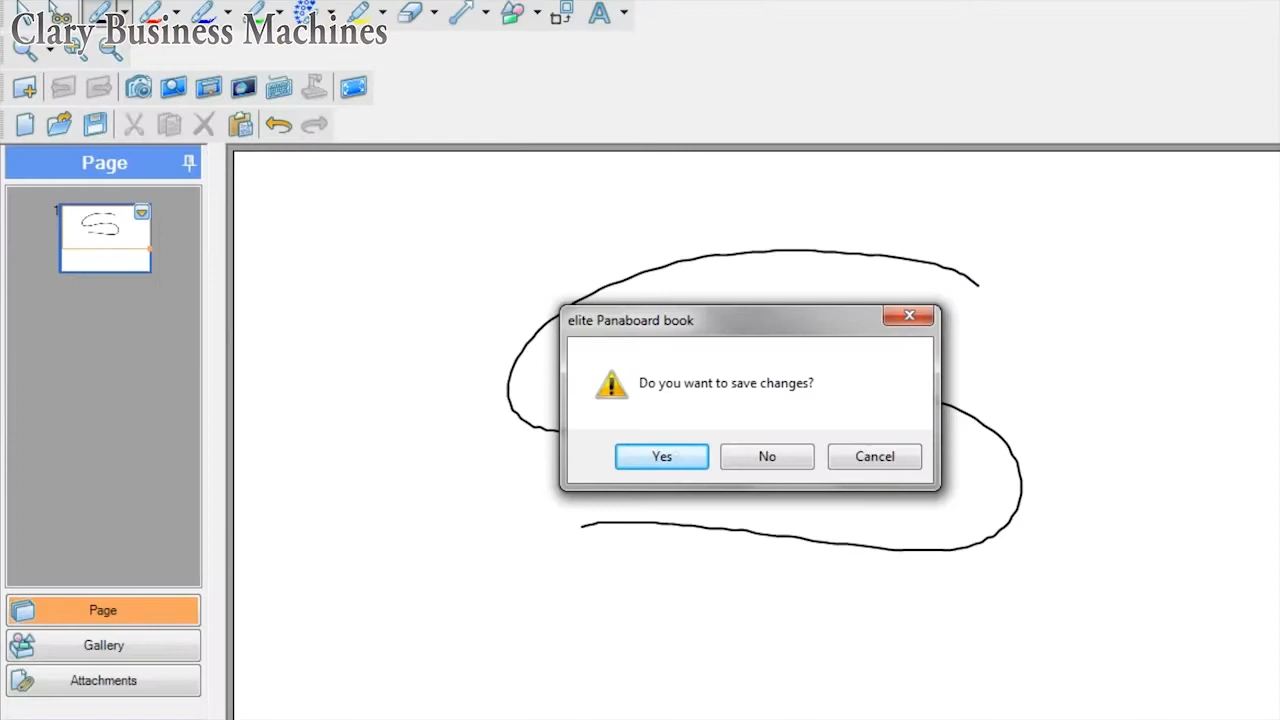 Clary Business Machines
Page
1
elite Panaboard book
Do you want to save changes?
Yes
No
Cancel
Page
Gallery
Attachments